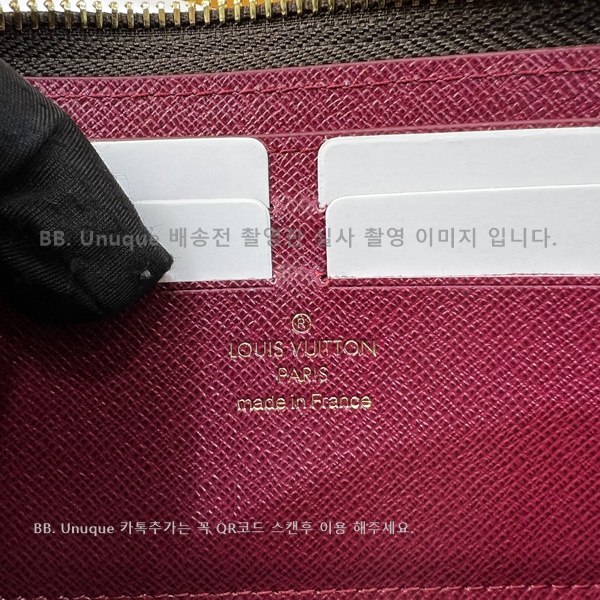 BB. Unuque 배송전 촬영한 실사 촬영 이미지 입니다.
®
LOUIS VUITTON
PARIS
made in France
BB. Unuque 카톡추가는 꼭 QR코드 스캔후 이용 해주세요.